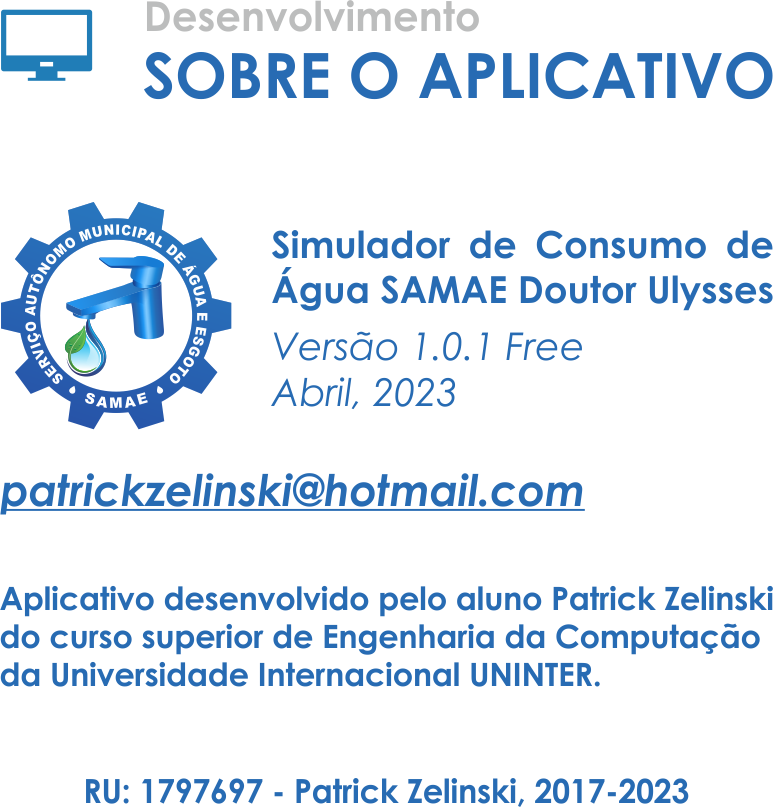 Desenvolvimento
SOBRE O APLICATIVO
SERVIÇO AUTÔNOMO MUNICIPAL DE ÁGUA E ESGOTO
SAMAE
Simulador de Consumo de
Água SAMAE Doutor Ulysses
Versão 1.0.1 Free
Abril, 2023
patrickzelinski@hotmail.com
Aplicativo desenvolvido pelo aluno Patrick Zelinski
do curso superior de Engenharia da Computação
da Universidade Internacional UNINTER.
RU: 1797697 - Patrick Zelinski, 2017-2023